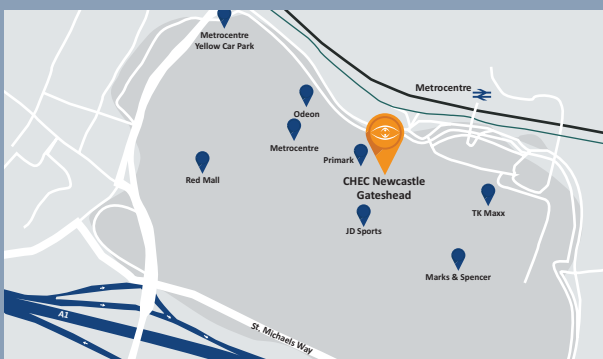 Metrocentre
Yellow Car Park
Metrocentre
Odeon
Metrocentre
Primark
Red Mall
CHEC Newcastle
Gateshead
TK Maxx
JD Sports
Marks & Spencer
A1
St. Michaels Way